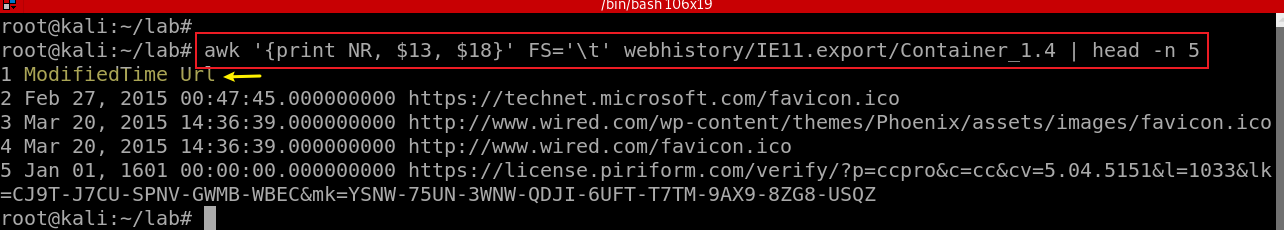 /bin/bash 106x19
root@kali:~/lab#
root@kali:~/lab# awk '{print NR, $13, $18}' FS='\t' webhistory/IE11.export/Container_1.4 | head -n 5
1 ModifiedTime Url
2 Feb 27, 2015 00:47:45.000000000 https://technet.microsoft.com/favicon.ico
3 Mar 20, 2015 14:36:39.000000000 http://www.wired.com/wp-content/themes/Phoenix/assets/images/favicon.ico
4 Mar 20, 2015 14:36:39.000000000 http://www.wired.com/favicon.ico
5 Jan 01, 1601 00:00:00.000000000 https://license.piriform.com/verify/?p=ccpro&c=cc&cv=5.04.5151&l=1033&lk
=CJ9T-J7CU-SPNV-GWMB-WBEC&mk=YSNW-75UN-3WNW-QDJI-6UFT-T7TM-9AX9-8ZG8-USQZ
root@kali:~/lab#